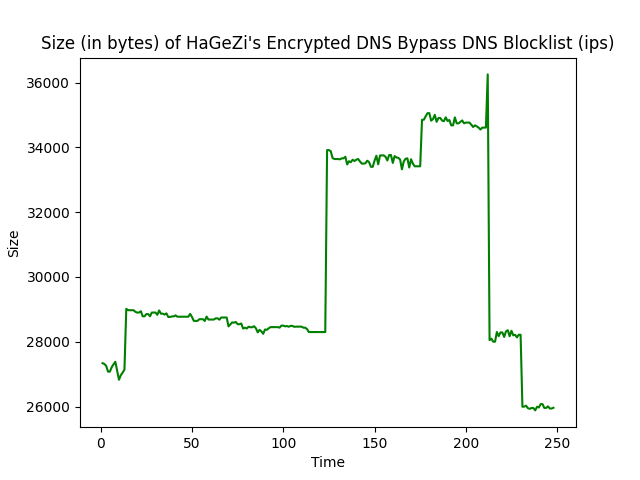 Size (in bytes) of HaGeZi's Encrypted DNS Bypass DNS Blocklist (ips)
36000
34000
32000
30000
28000
26000
Size
0 50 100 150 200 250
Time